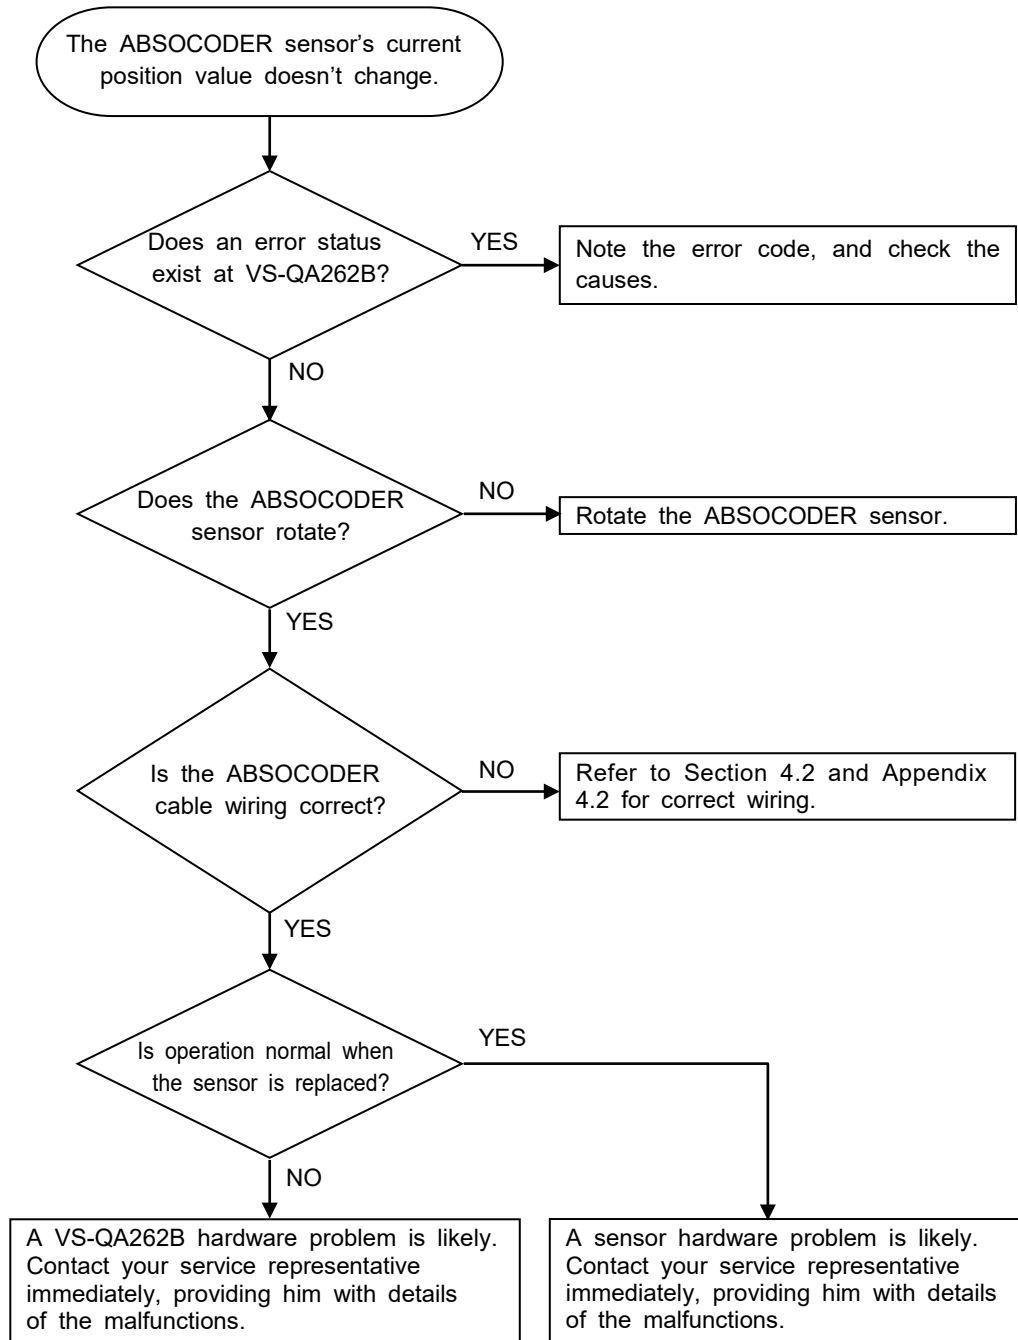 The ABSOCODER sensor's current
position value doesn't change.
Does an error status
exist at VS-QA262B?
YES
Note the error code, and check the
causes.
NO
Does the ABSOCODER
sensor rotate?
NO
Rotate the ABSOCODER sensor.
YES
Is the ABSOCODER
cable wiring correct?
NO
Refer to Section 4.2 and Appendix
4.2 for correct wiring.
YES
Is operation normal when
the sensor is replaced?
YES
NO
A VS-QA262B hardware problem is likely.
Contact your service representative
immediately, providing him with details
of the malfunctions.
A sensor hardware problem is likely.
Contact your service representative
immediately, providing him with details
of the malfunctions.